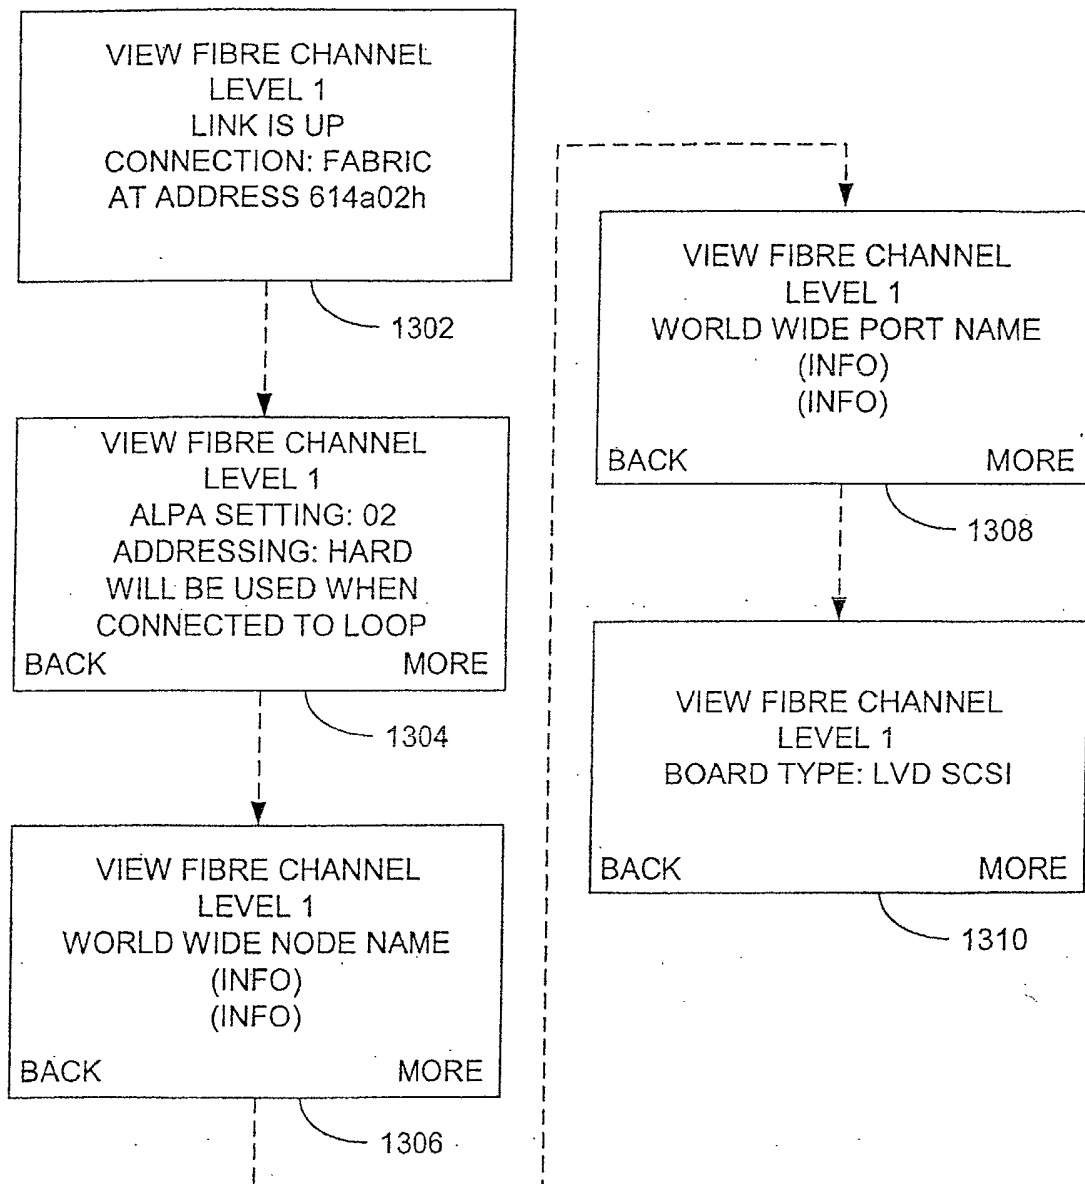 VIEW FIBRE CHANNEL
LEVEL 1
LINK IS UP
CONNECTION: FABRIC
AT ADDRESS 614a02h
1302
VIEW FIBRE CHANNEL
LEVEL 1
ALPA SETTING: 02
ADDRESSING: HARD
WILL BE USED WHEN
CONNECTED TO LOOP
BACK MORE
1304
VIEW FIBRE CHANNEL
LEVEL 1
WORLD WIDE NODE NAME
(INFO)
(INFO)
BACK MORE
1306
VIEW FIBRE CHANNEL
LEVEL 1
WORLD WIDE PORT NAME
(INFO)
(INFO)
BACK MORE
1308
VIEW FIBRE CHANNEL
LEVEL 1
BOARD TYPE: LVD SCSI
BACK MORE
1310